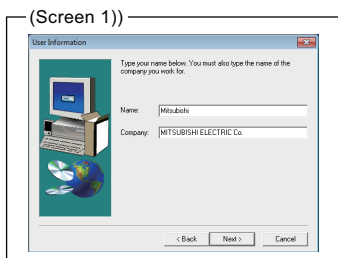 (Screen 1))
User Information
Type your name below. You must also type the name of the
company you work for.
Name: Mitsubishi
Company: MITSUBISHI ELECTRIC Co.
< Back Next > Cancel